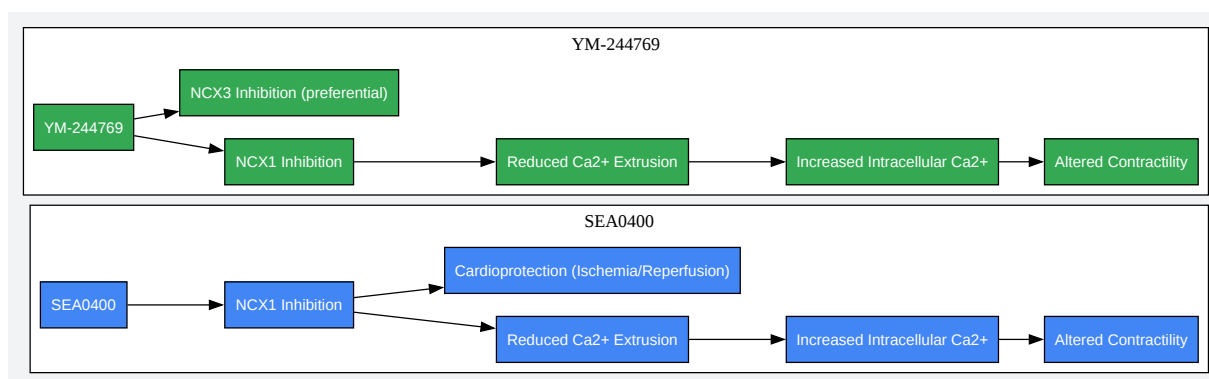 YM-244769
NCX3 Inhibition (preferential)
YM-244769
NCX1 Inhibition
Reduced Ca2+ Extrusion
Increased Intracellular Ca2+
Altered Contractility
SEA0400
Cardioprotection (Ischemia/Reperfusion)
SEA0400
NCX1 Inhibition
Reduced Ca2+ Extrusion
Increased Intracellular Ca2+
Altered Contractility